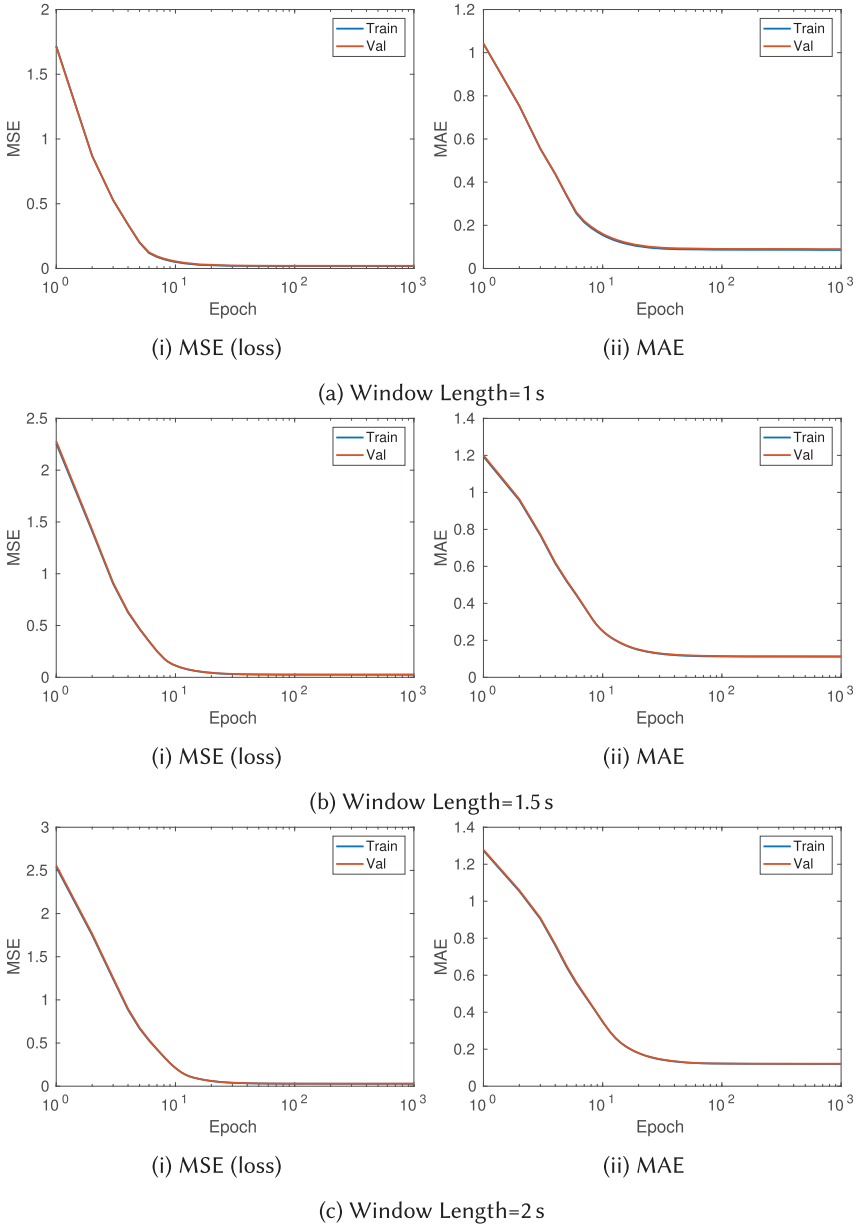 2
1.5
1
0.5
0
MSE
10^0 10^1 10^2 10^3
Epoch
Train
Val
(i) MSE (loss)
1.2
1
0.8
0.6
0.4
0.2
0
MAE
10^0 10^1 10^2 10^3
Epoch
Train
Val
(ii) MAE
(a) Window Length=1 s
2.5
2
1.5
1
0.5
0
MSE
10^0 10^1 10^2 10^3
Epoch
Train
Val
(i) MSE (loss)
1.4
1.2
1
0.8
0.6
0.4
0.2
0
MAE
10^0 10^1 10^2 10^3
Epoch
Train
Val
(ii) MAE
(b) Window Length=1.5 s
3
2.5
2
1.5
1
0.5
0
MSE
10^0 10^1 10^2 10^3
Epoch
Train
Val
(i) MSE (loss)
1.4
1.2
1
0.8
0.6
0.4
0.2
0
MAE
10^0 10^1 10^2 10^3
Epoch
Train
Val
(ii) MAE
(c) Window Length=2 s